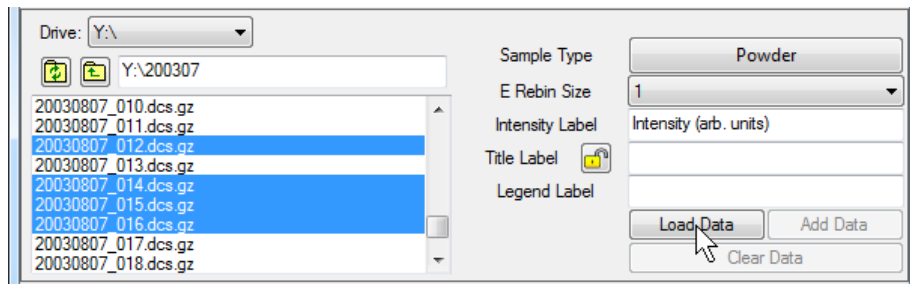 Drive: Y:\
Y:\200307
20030807_010.dcs.gz
20030807_011.dcs.gz
20030807_012.dcs.gz
20030807_013.dcs.gz
20030807_014.dcs.gz
20030807_015.dcs.gz
20030807_016.dcs.gz
20030807_017.dcs.gz
20030807_018.dcs.gz
Sample Type Powder
E Rebin Size 1
Intensity Label Intensity (arb. units)
Title Label
Legend Label
Load Data Add Data
Clear Data